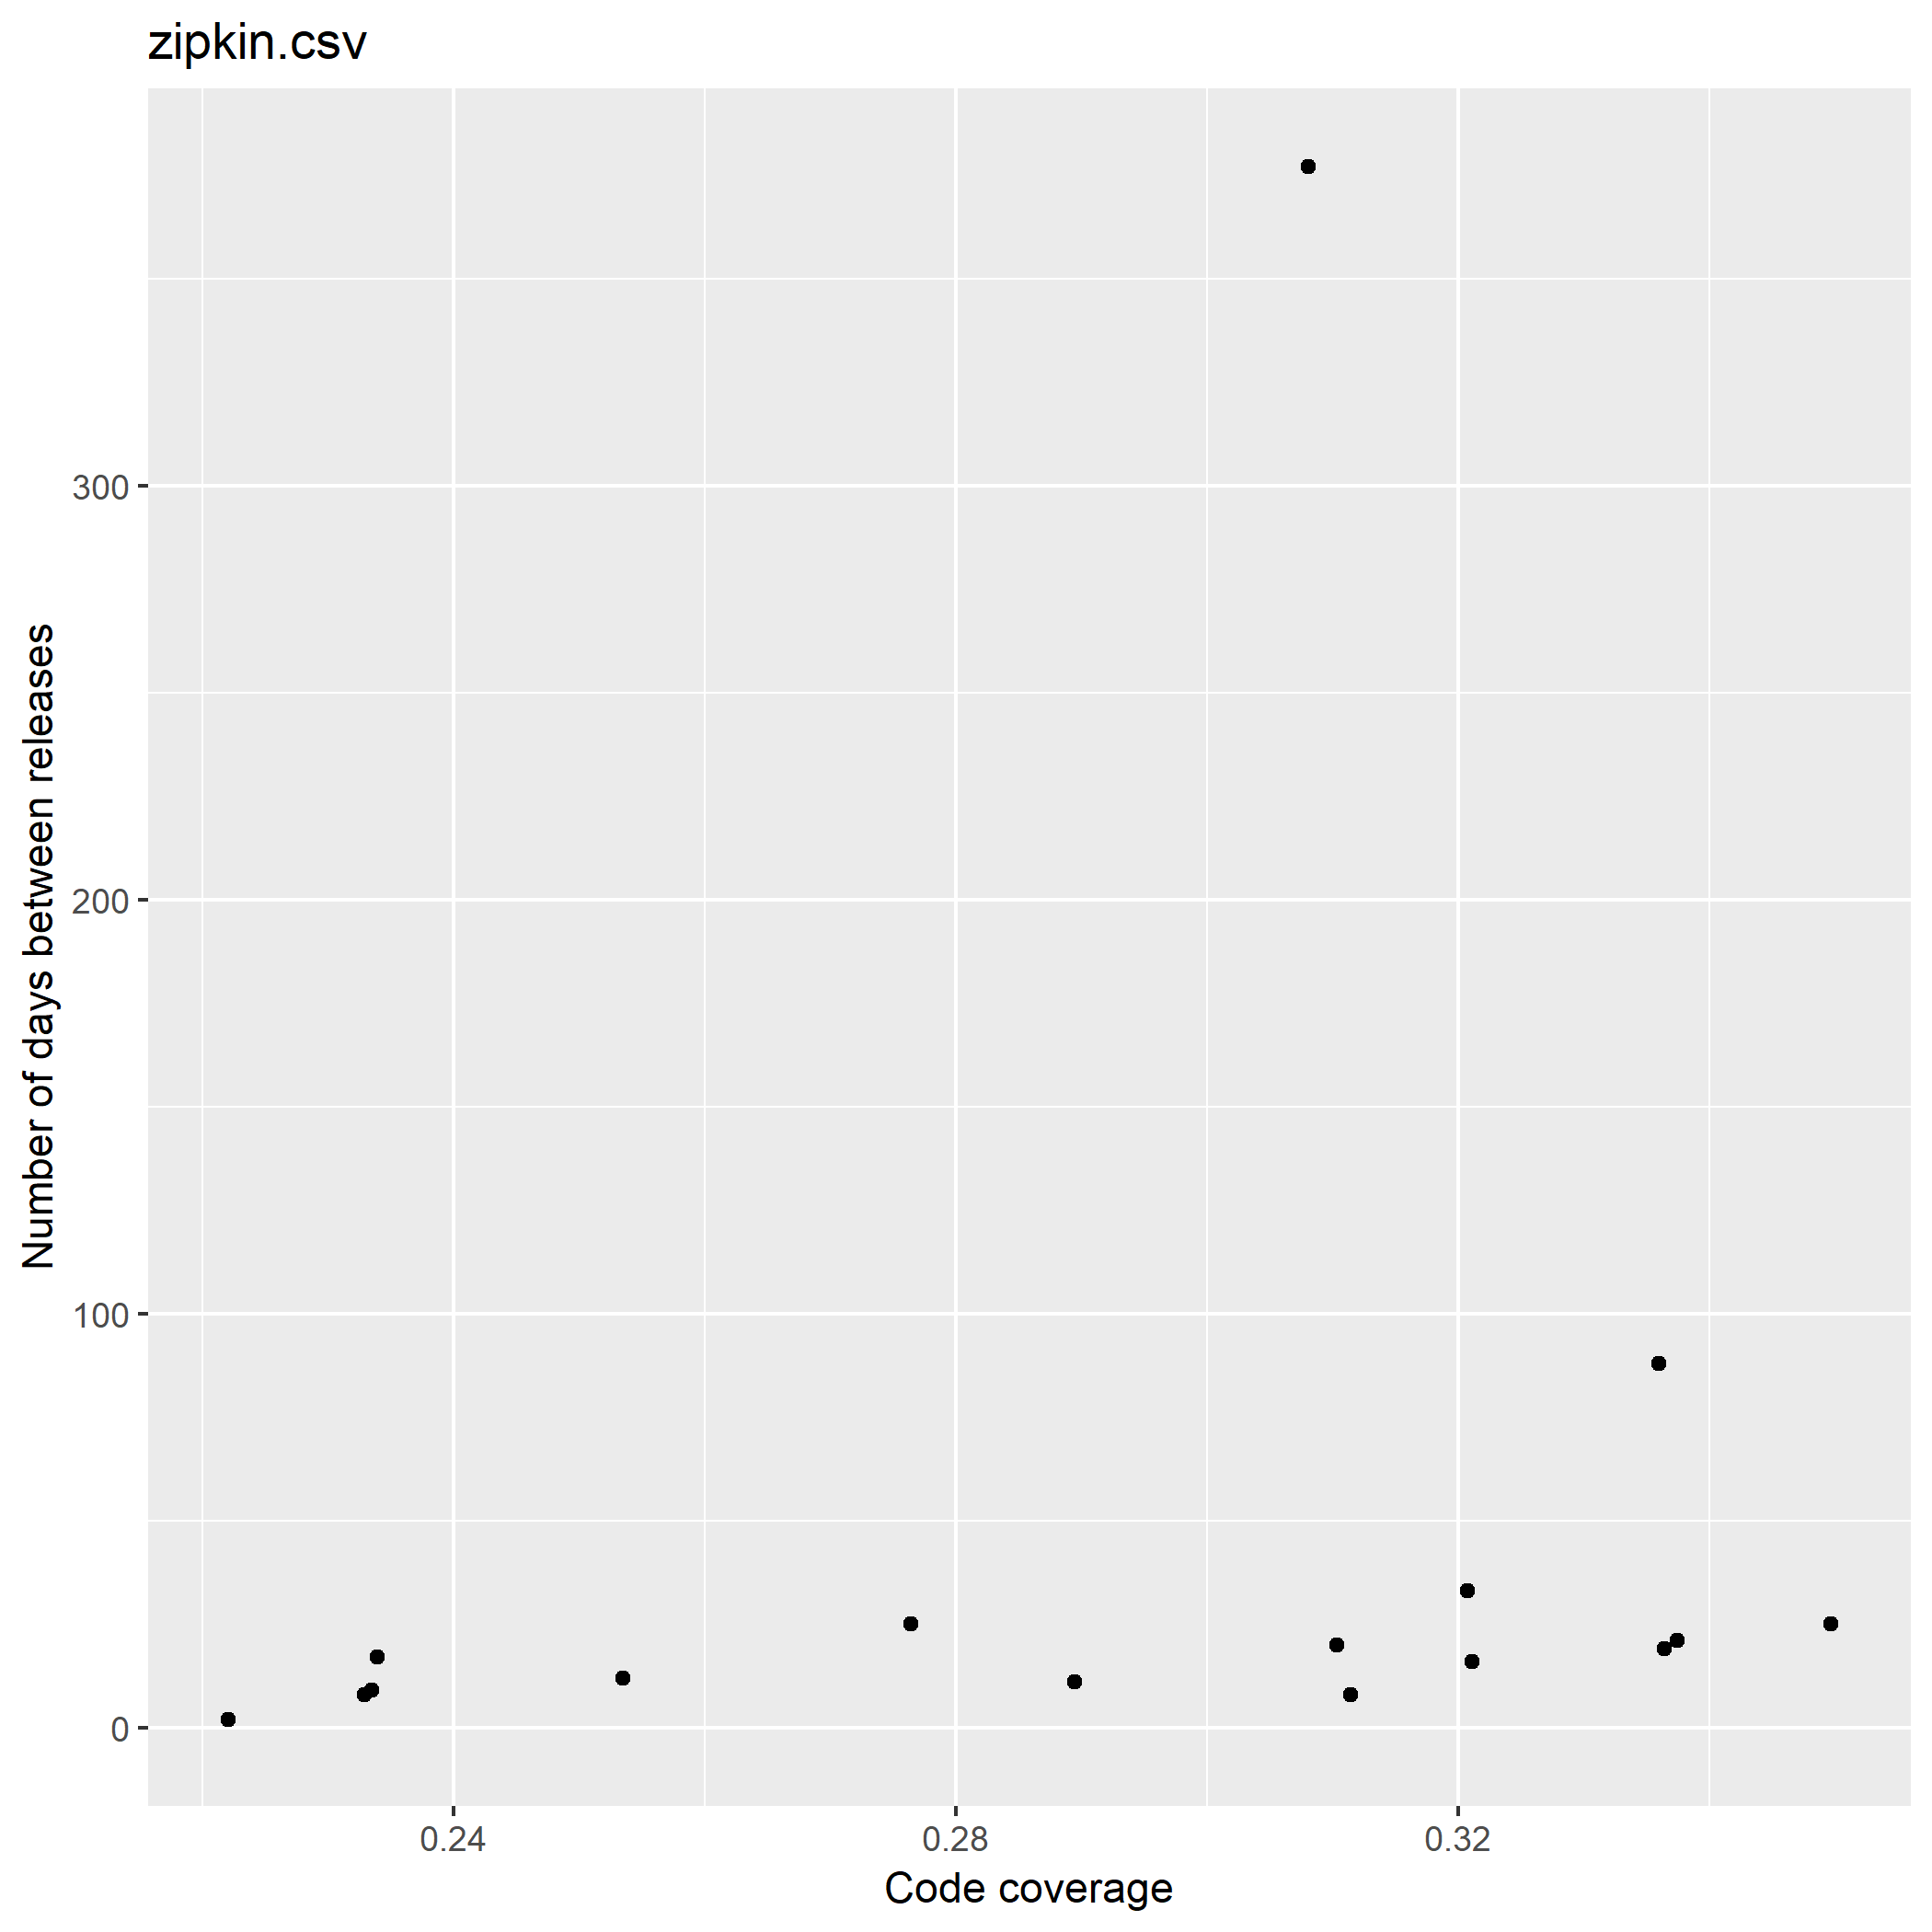 zipkin.csv
Number of days between releases
300
200
100
0
0.24
0.28
0.32
Code coverage